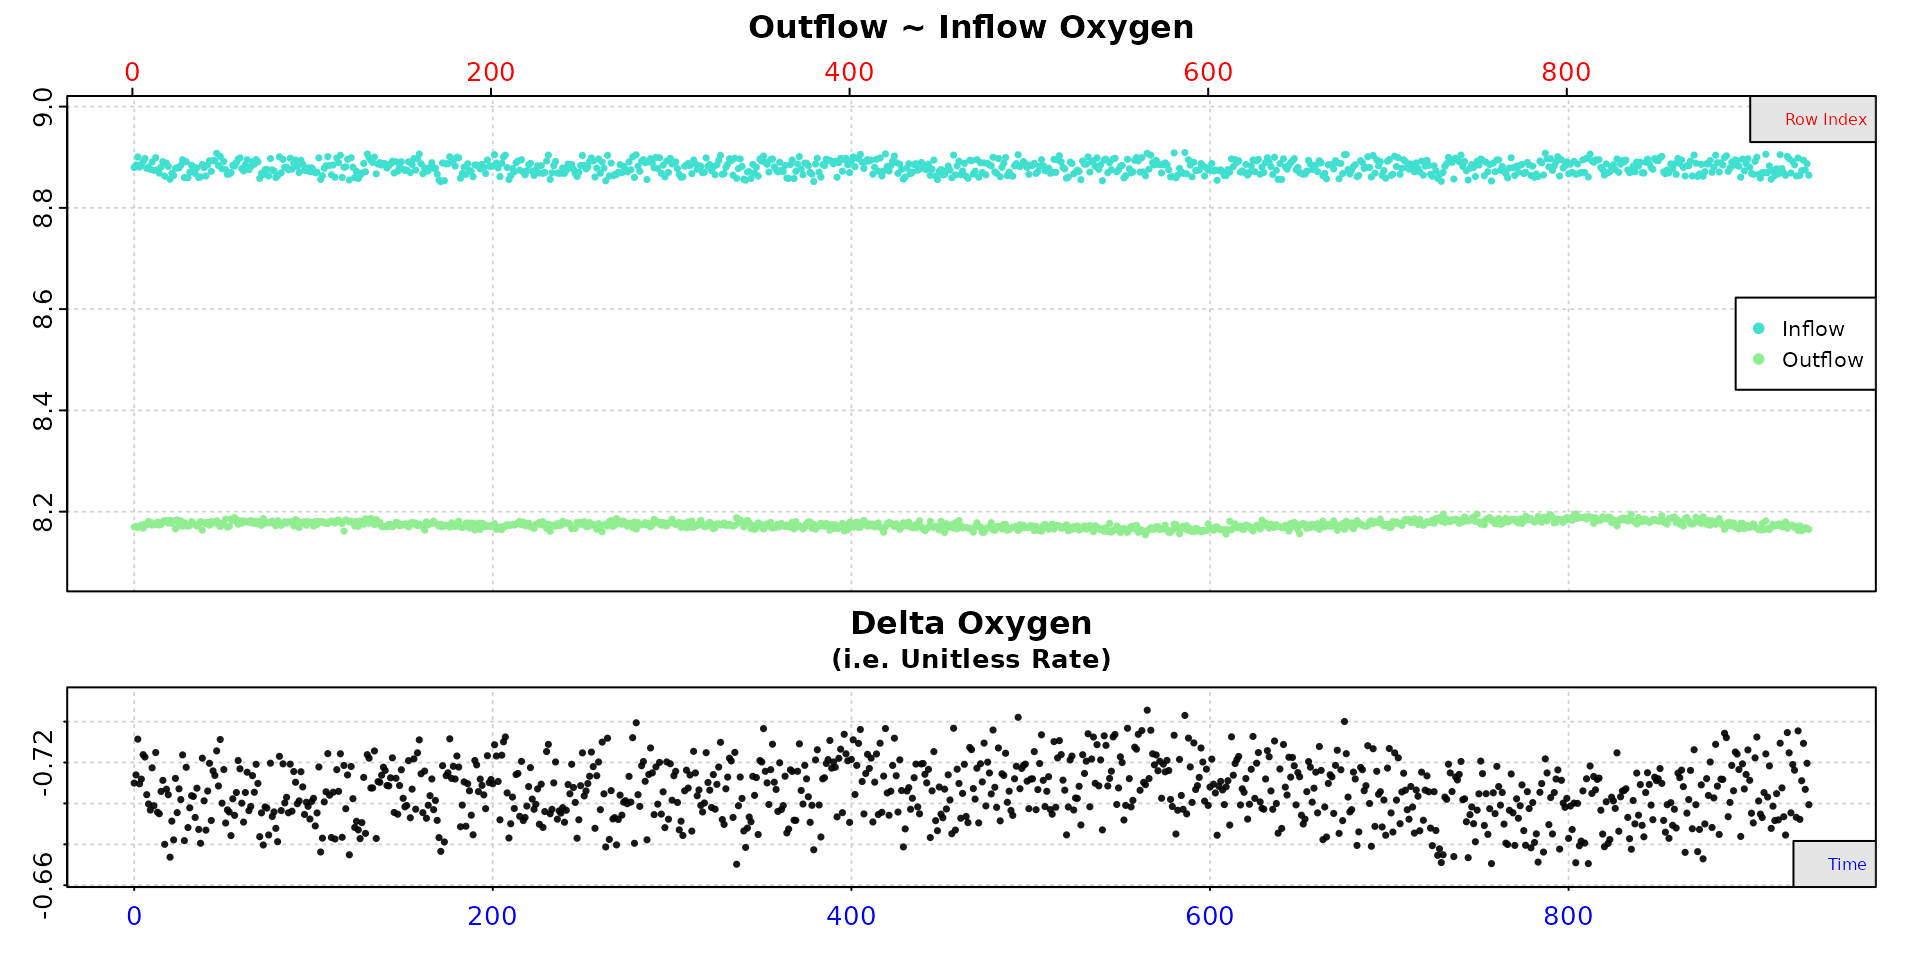 Outflow ~ Inflow Oxygen
0 200 400 600 800
Row Index
9.0
8.8
8.6
8.4
8.2
Inflow
Outflow
Delta Oxygen
(i.e. Unitless Rate)
-0.72
-0.66
Time
0 200 400 600 800